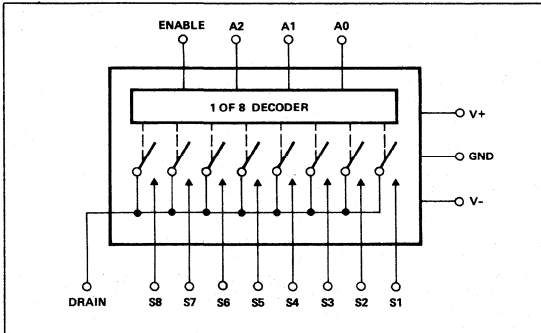 ENABLE A2 A1 A0
1 OF 8 DECODER
V+
GND
V-
DRAIN S8 S7 S6 S5 S4 S3 S2 S1